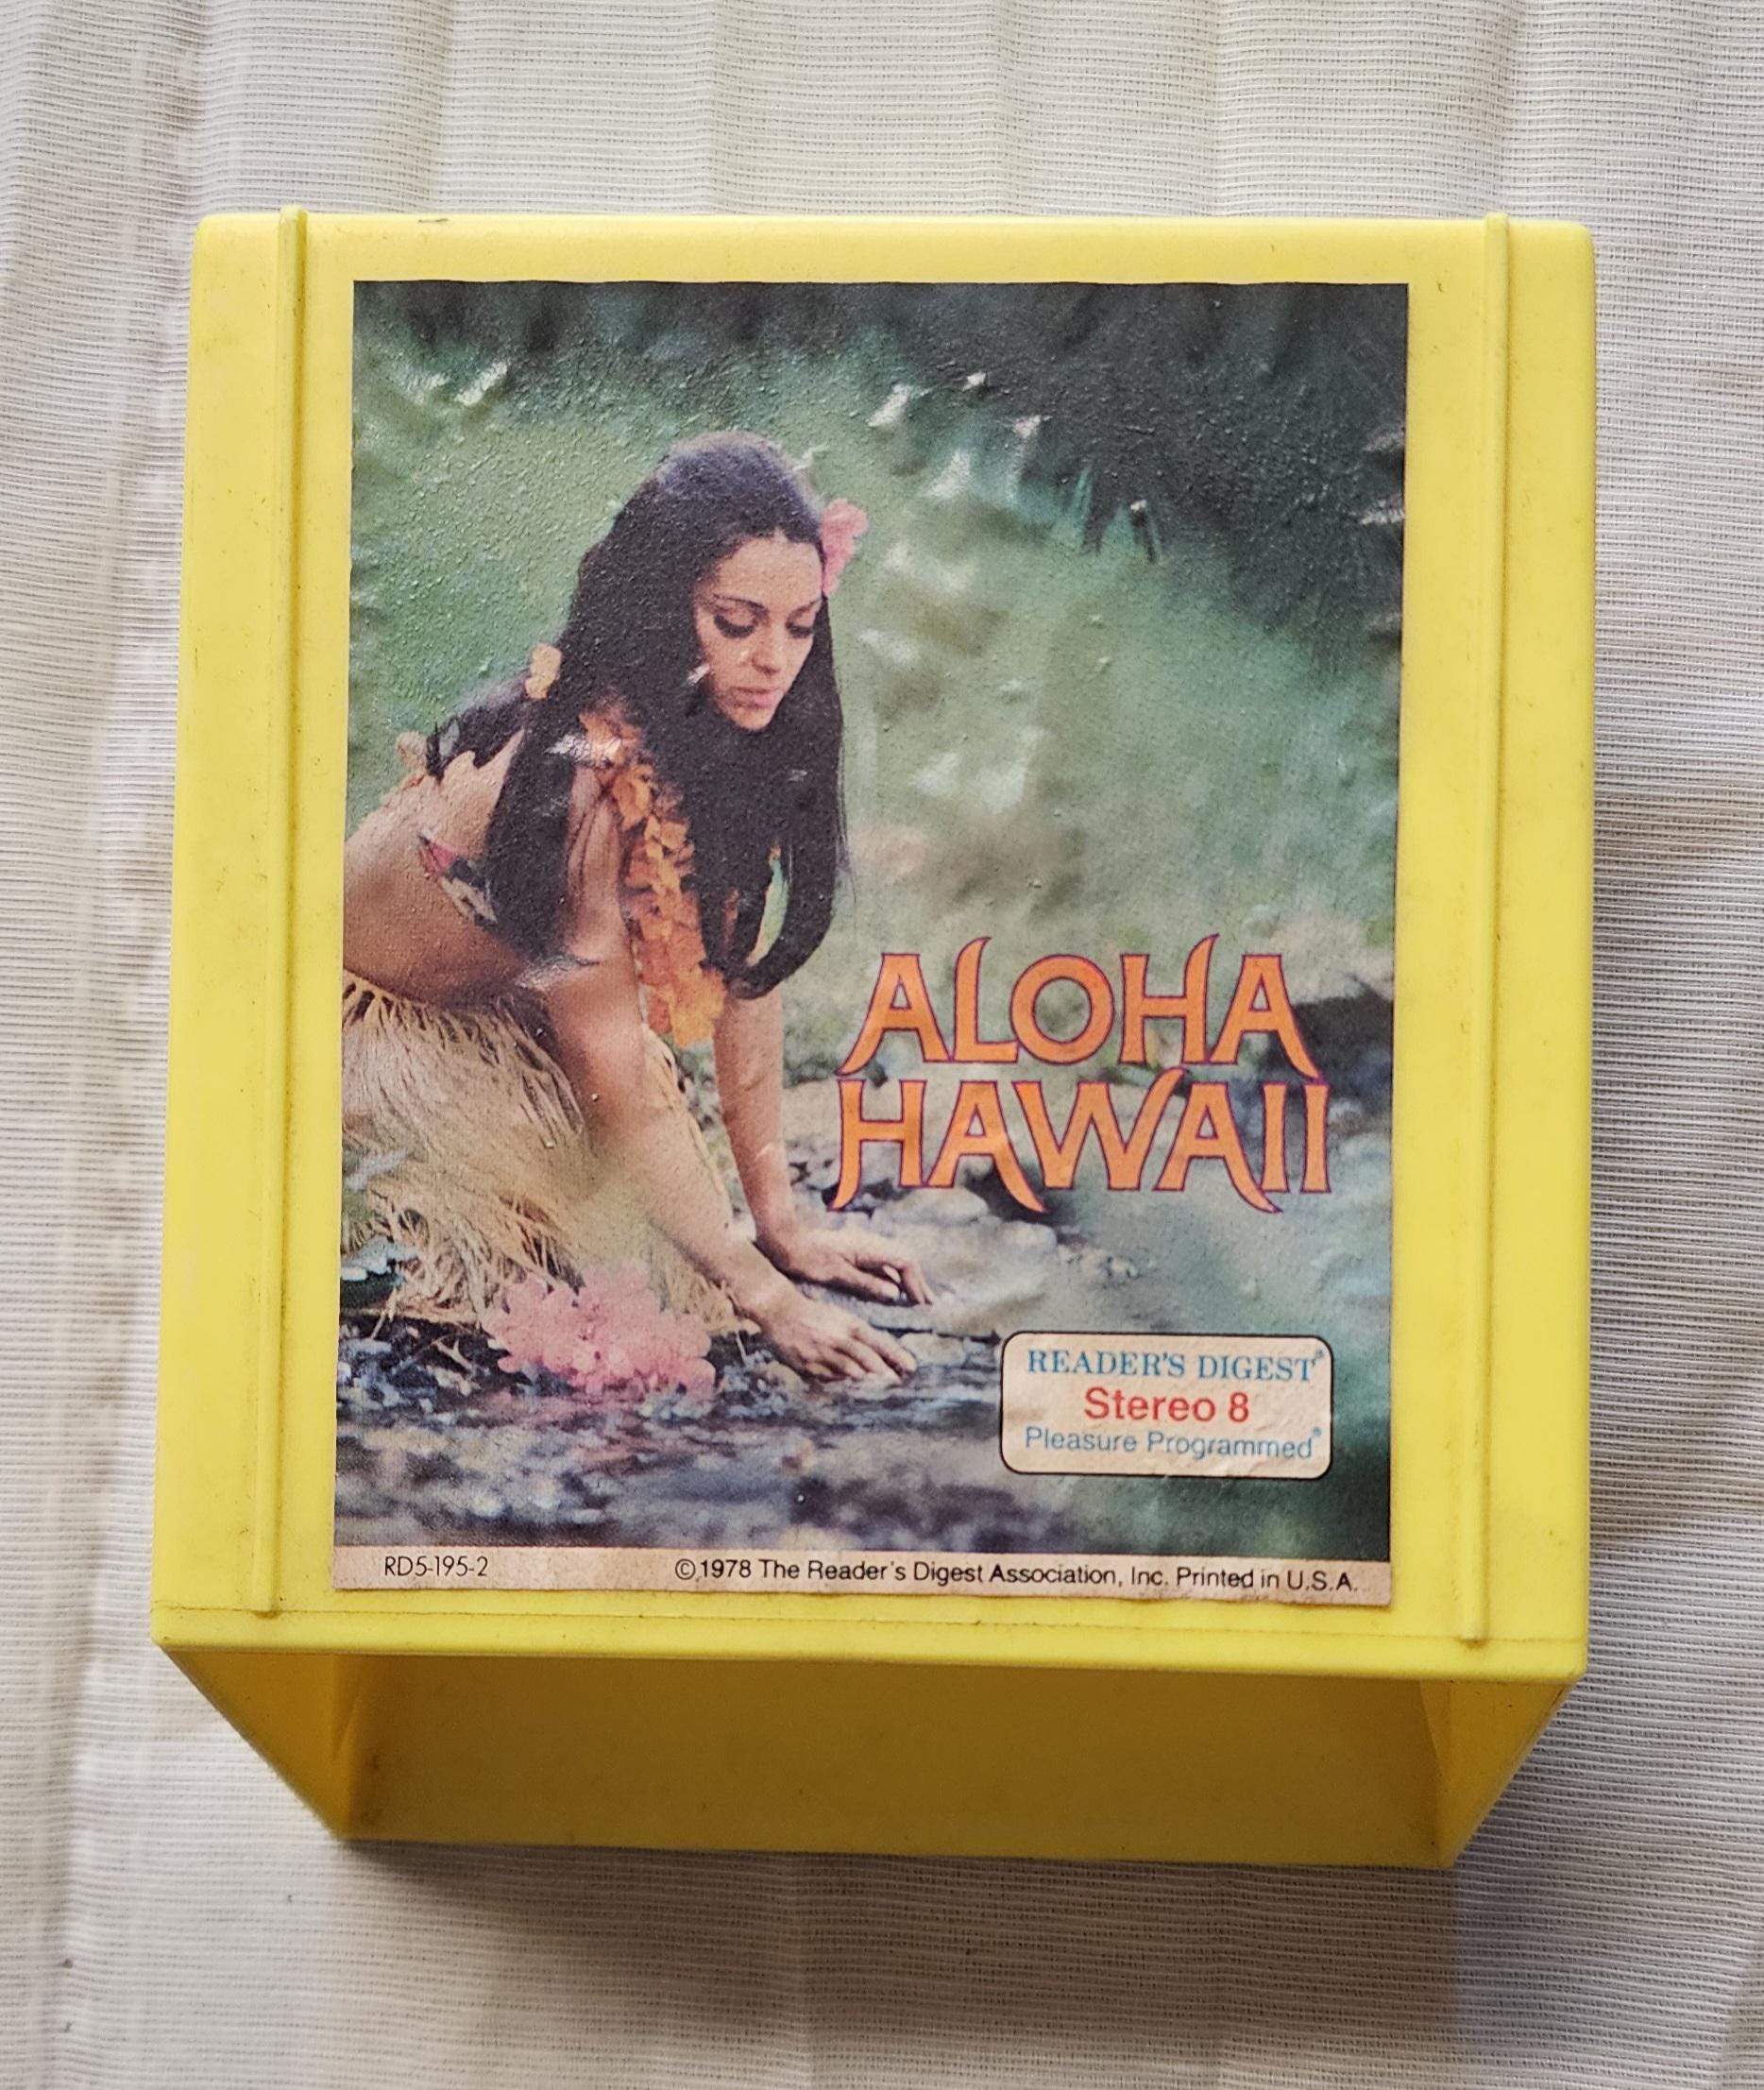 ALOHA
HAWAII
READER'S DIGEST®
Stereo 8
Pleasure Programmed®
RD5-195-2
©1978 The Reader's Digest Association, Inc. Printed in U.S.A.